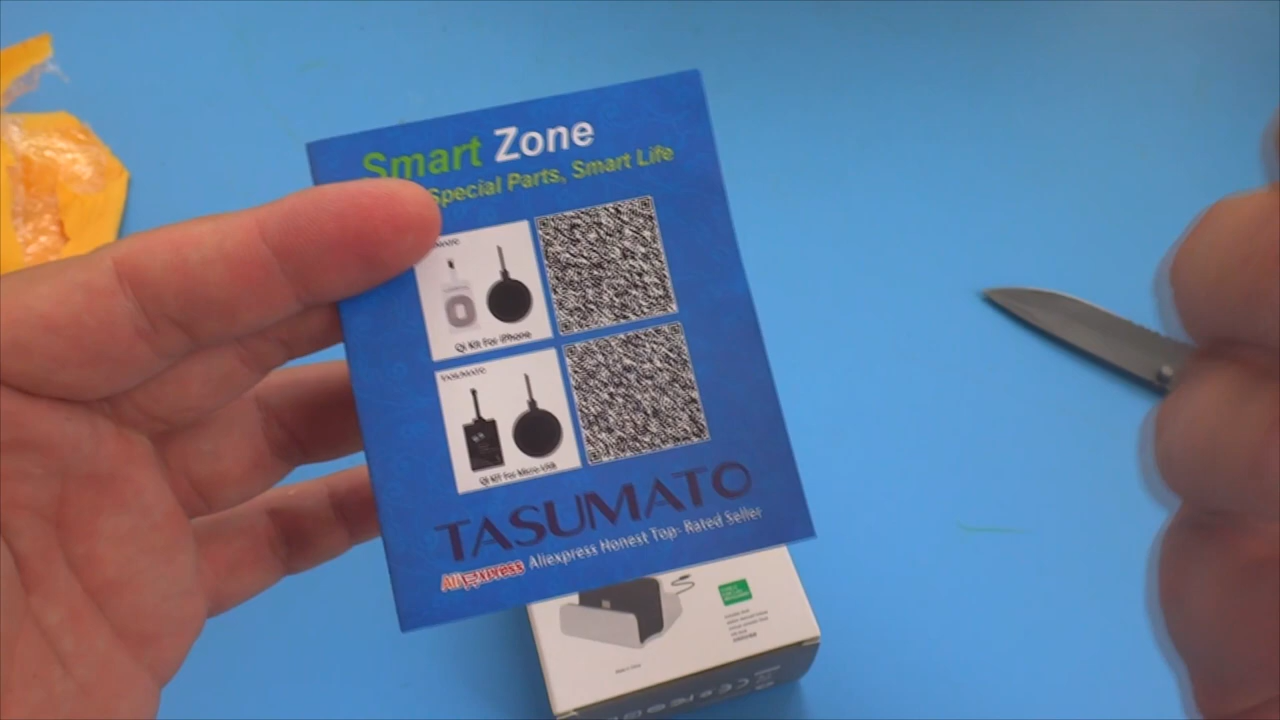 Smart Zone
Special Parts, Smart Life
Qi Kit For iPhone
Qi Kit For Micro USB
TASUMATO
AliExpress Aliexpress Honest Top- Rated Seller